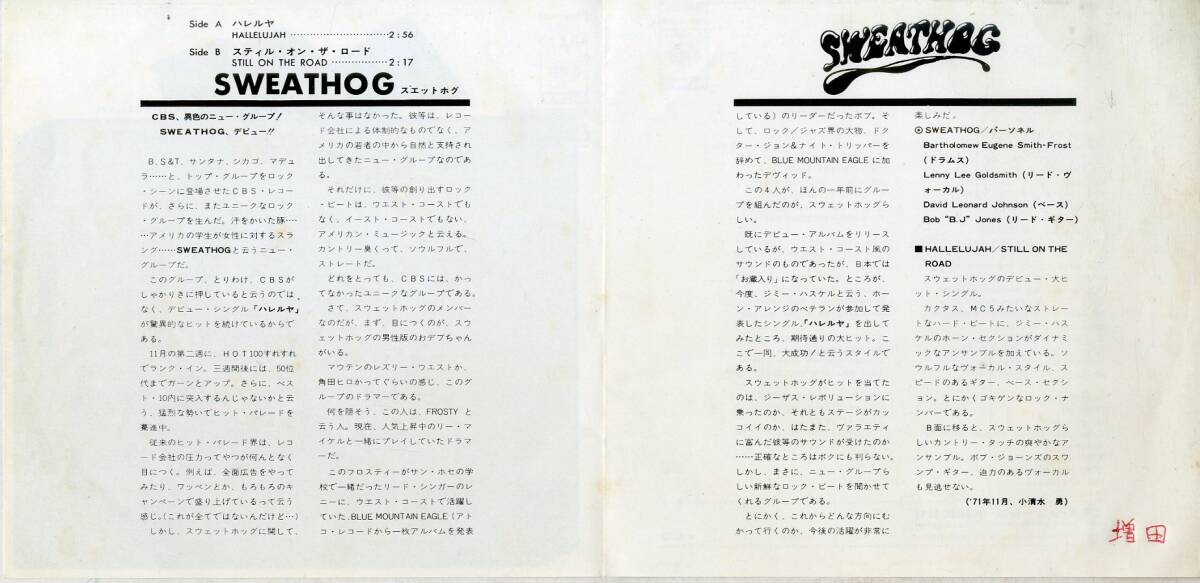 Side A ハレルヤ
HALLELUJAH ……………………………2:56
Side B スティル・オン・ザ・ロード
STILL ON THE ROAD ………………2:17
SWEATHOG スエットホグ
CBS、異色のニュー・グループ!
SWEATHOG、デビュー!!
B,S&T、サンタナ、シカゴ、マデュ
ラ……と、トップ・グループをロック
・シーンに登場させたCBS・レコー
ドが、さらに、またユニークなロック
・グループを生んだ。汗をかいた豚‥‥
‥アメリカの学生が女性に対するスラ
ング……SWEATHOGと云うニュー・
グループだ。
このグループ、とりわけ、CBSが
しゃかりきに押していると云うのでは
なく、デビュー・シングル「ハレルヤ」
が驚異的なヒットを続けているからで
ある。
11月の第二週に、HOT100すれすれ
でランク・イン。三週間後には、50位
代までガーンとアップ。さらに、ベス
ト・10内に突入するんじゃないかと云
う、猛烈な勢いでヒット・パレードを
驀進中。
従来のヒット・パレード界は、レコ
ード会社の圧力ってやつが何んとなく
目につく。例えば、全面広告をやって
みたり、ワッペンとか、もろもろのキ
ャンペーンで盛り上げているって云う
感じ。(これが全てではないんだけど…)
しかし、スウェットホグに関して、
そんな事はなかった。彼等は、レコー
ド会社による体制的なものでなく、ア
メリカの若者の中から自然と支持され
出してきたニュー・グループなのであ
る。
それだけに、彼等の創り出すロック
・ビートは、ウエスト・コーストでも
なく、イースト・コーストでもない、
アメリカン・ミュージックと云える。
カントリー臭くって、ソウルフルで、
ストレートだ。
どれをとっても、CBSには、かっ
てなかったユニークなグループである。
さて、スウェットホグのメンバー
なのだが、まず、目につくのが、スウ
ェットホグの男性版のおデブちゃん
がいる。
マウテンのレズリー・ウエストか、
角田ヒロかってぐらいの感じ、このグ
ループのドラマーである。
何を隠そう、この人は、FROSTY と
云う人。現在、人気上昇中のリー・マ
イケルと一緒にプレイしていたドラマ
ーだ。
このフロスティーがサン・ホセの学
校で一緒だったリード・シンガーのレ
ニーに、ウエスト・コーストで活躍し
ていた、BLUE MOUNTAIN EAGLE (アト
コ・レコードから一枚アルバムを発表
SWEATHOG
している) のリーダーだったボブ。そ
して、ロック/ジャズ界の大物、ドク
ター・ジョン&ナイト・トリッパーを
辞めて、BLUE MOUNTAIN EAGLE に加
わったデヴィッド。
この4人が、ほんの一年前にグルー
プを組んだのが、スウェットホグらし
い。
既にデビュー・アルバムをリリース
しているが、ウエスト・コースト風の
サウンドのものであったが、日本では
「お蔵入り」になっていた。ところが、
今度、ジミー・ハスケルと云う、ホー
ン・アレンジのベテランが参加して発
表したシングル、「ハレルヤ」を出して
みたところ、期待通りの大ヒット。こ
こで一同、大成功!と云うスタイルで
ある。
スウェットホグがヒットを当てた
のは、ジーザス・レボリューションに
乗ったのか、それともステージがカッ
コイイのか、はたまた、ヴァラエティ
に富んだ彼等のサウンドが受けたのか
……正確なところはボクにも判らない。
しかし、まさに、ニュー・グループら
しい新鮮なロック・ビートを聞かせて
くれるグループである。
とにかく、これからどんな方向にむ
かって行くのか、今後の活躍が非常に
楽しみだ。
⊙ SWEATHOG/パーソネル
Bartholomew Eugene Smith-Frost
(ドラムス)
Lenny Lee Goldsmith (リード・ヴ
ォーカル)
David Leonard Johnson (ベース)
Bob "B.J" Jones (リード・ギター)
■ HALLELUJAH/STILL ON THE
ROAD
スウェットホグのデビュー・大ヒ
ット・シングル。
カクタス、MC5みたいなストレー
トなハード・ビートに、ジミー・ハス
ケルのホーン・セクションがダイナミ
ックなアンサンブルを加えている。ソ
ウルフルなヴォーカル・スタイル、ス
ピードのあるギター、ベース・セクシ
ョン。とにかくゴキゲンなロック・ナ
ンバーである。
B面に移ると、スウェットホグら
しいカントリー・タッチの爽やかなア
ンサンブル。ボブ・ジョーンズのスワ
ンプ・ギター、迫力のあるヴォーカル
も見逃せない。
('71年11月、小清水 勇)
増田